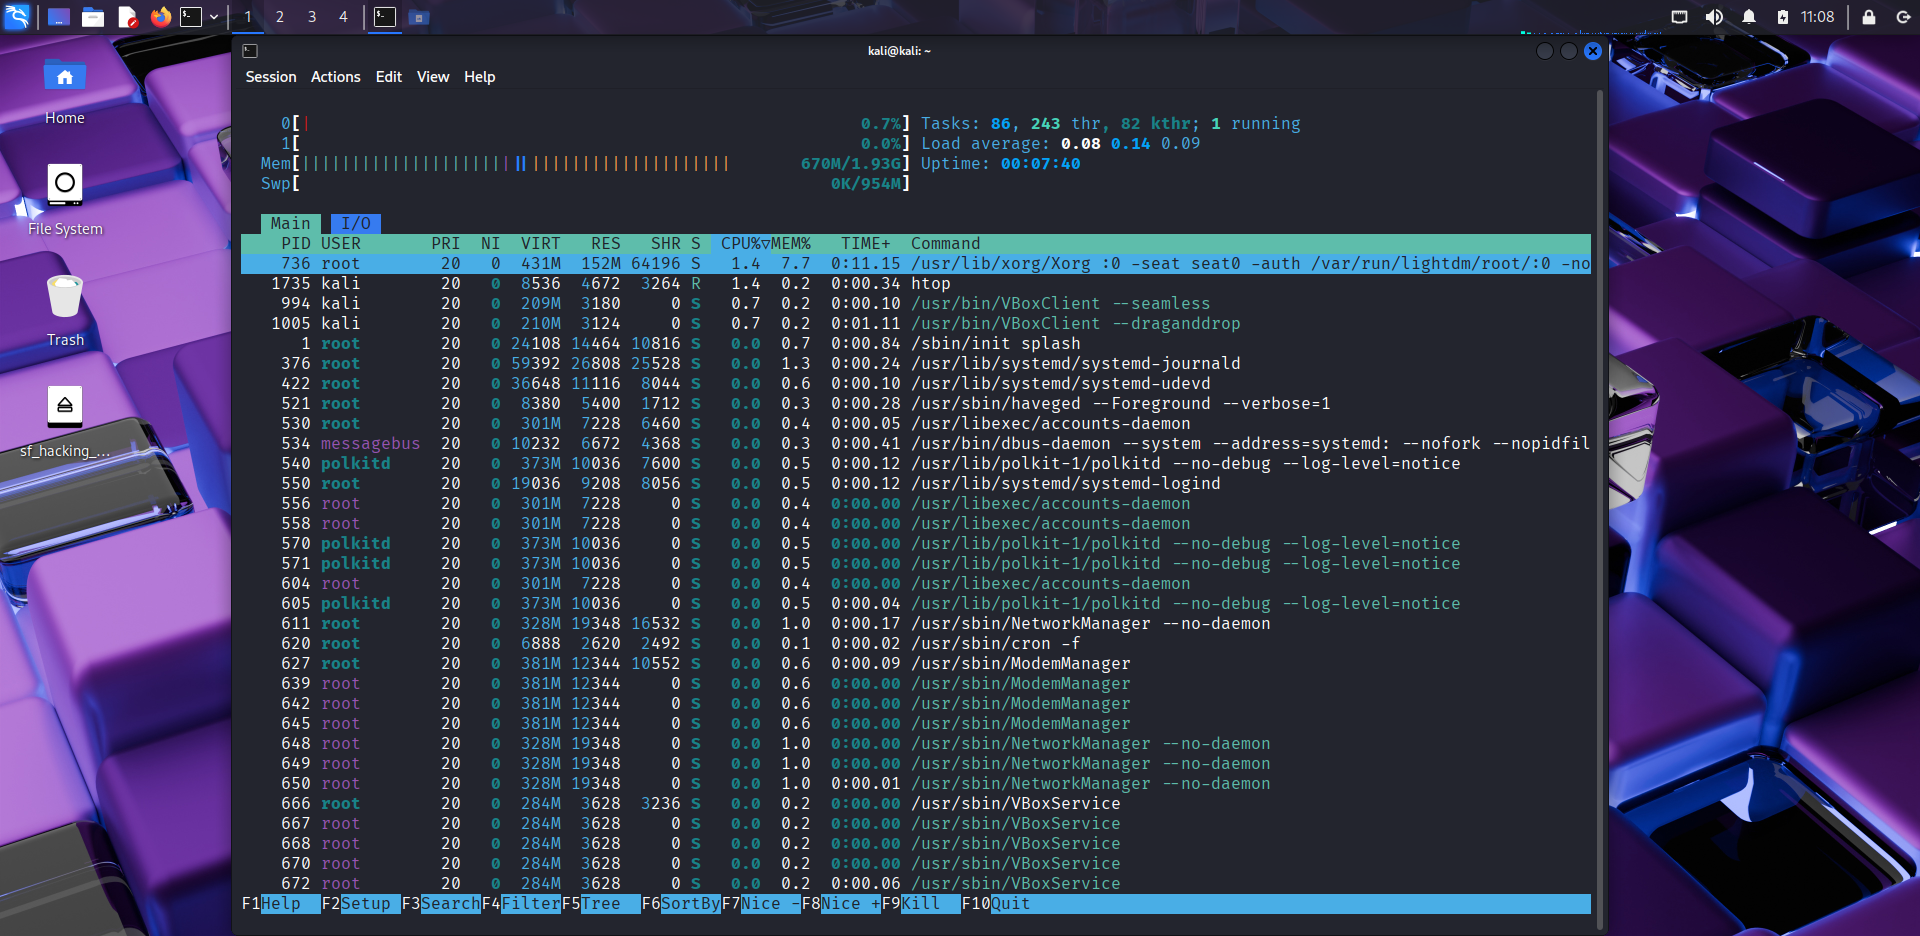 1 2 3 4 11:08
kali@kali: ~
Session Actions Edit View Help
Home
File System
Trash
sf_hacking_...
0[| 0.7%] Tasks: 86, 243 thr, 82 kthr; 1 running
1[ 0.0%] Load average: 0.08 0.14 0.09
Mem[||||||||||||||||||||||||||||||||||||||||||| 670M/1.93G] Uptime: 00:07:40
Swp[ 0K/954M]
Main I/O
PID USER PRI NI VIRT RES SHR S CPU%▽MEM% TIME+ Command
736 root 20 0 431M 152M 64196 S 1.4 7.7 0:11.15 /usr/lib/xorg/Xorg :0 -seat seat0 -auth /var/run/lightdm/root/:0 -no
1735 kali 20 0 8536 4672 3264 R 1.4 0.2 0:00.34 htop
994 kali 20 0 209M 3180 0 S 0.7 0.2 0:00.10 /usr/bin/VBoxClient --seamless
1005 kali 20 0 210M 3124 0 S 0.7 0.2 0:01.11 /usr/bin/VBoxClient --draganddrop
1 root 20 0 24108 14464 10816 S 0.0 0.7 0:00.84 /sbin/init splash
376 root 20 0 59392 26808 25528 S 0.0 1.3 0:00.24 /usr/lib/systemd/systemd-journald
422 root 20 0 36648 11116 8044 S 0.0 0.6 0:00.10 /usr/lib/systemd/systemd-udevd
521 root 20 0 8380 5400 1712 S 0.0 0.3 0:00.28 /usr/sbin/haveged --Foreground --verbose=1
530 root 20 0 301M 7228 6460 S 0.0 0.4 0:00.05 /usr/libexec/accounts-daemon
534 messagebus 20 0 10232 6672 4368 S 0.0 0.3 0:00.41 /usr/bin/dbus-daemon --system --address=systemd: --nofork --nopidfil
540 polkitd 20 0 373M 10036 7600 S 0.0 0.5 0:00.12 /usr/lib/polkit-1/polkitd --no-debug --log-level=notice
550 root 20 0 19036 9208 8056 S 0.0 0.5 0:00.12 /usr/lib/systemd/systemd-logind
556 root 20 0 301M 7228 0 S 0.0 0.4 0:00.00 /usr/libexec/accounts-daemon
558 root 20 0 301M 7228 0 S 0.0 0.4 0:00.00 /usr/libexec/accounts-daemon
570 polkitd 20 0 373M 10036 0 S 0.0 0.5 0:00.00 /usr/lib/polkit-1/polkitd --no-debug --log-level=notice
571 polkitd 20 0 373M 10036 0 S 0.0 0.5 0:00.00 /usr/lib/polkit-1/polkitd --no-debug --log-level=notice
604 root 20 0 301M 7228 0 S 0.0 0.4 0:00.00 /usr/libexec/accounts-daemon
605 polkitd 20 0 373M 10036 0 S 0.0 0.5 0:00.04 /usr/lib/polkit-1/polkitd --no-debug --log-level=notice
611 root 20 0 328M 19348 16532 S 0.0 1.0 0:00.17 /usr/sbin/NetworkManager --no-daemon
620 root 20 0 6888 2620 2492 S 0.0 0.1 0:00.02 /usr/sbin/cron -f
627 root 20 0 381M 12344 10552 S 0.0 0.6 0:00.09 /usr/sbin/ModemManager
639 root 20 0 381M 12344 0 S 0.0 0.6 0:00.00 /usr/sbin/ModemManager
642 root 20 0 381M 12344 0 S 0.0 0.6 0:00.00 /usr/sbin/ModemManager
645 root 20 0 381M 12344 0 S 0.0 0.6 0:00.00 /usr/sbin/ModemManager
648 root 20 0 328M 19348 0 S 0.0 1.0 0:00.00 /usr/sbin/NetworkManager --no-daemon
649 root 20 0 328M 19348 0 S 0.0 1.0 0:00.00 /usr/sbin/NetworkManager --no-daemon
650 root 20 0 328M 19348 0 S 0.0 1.0 0:00.01 /usr/sbin/NetworkManager --no-daemon
666 root 20 0 284M 3628 3236 S 0.0 0.2 0:00.00 /usr/sbin/VBoxService
667 root 20 0 284M 3628 0 S 0.0 0.2 0:00.00 /usr/sbin/VBoxService
668 root 20 0 284M 3628 0 S 0.0 0.2 0:00.00 /usr/sbin/VBoxService
670 root 20 0 284M 3628 0 S 0.0 0.2 0:00.00 /usr/sbin/VBoxService
672 root 20 0 284M 3628 0 S 0.0 0.2 0:00.06 /usr/sbin/VBoxService
F1Help F2Setup F3SearchF4FilterF5Tree F6SortByF7Nice -F8Nice +F9Kill F10Quit